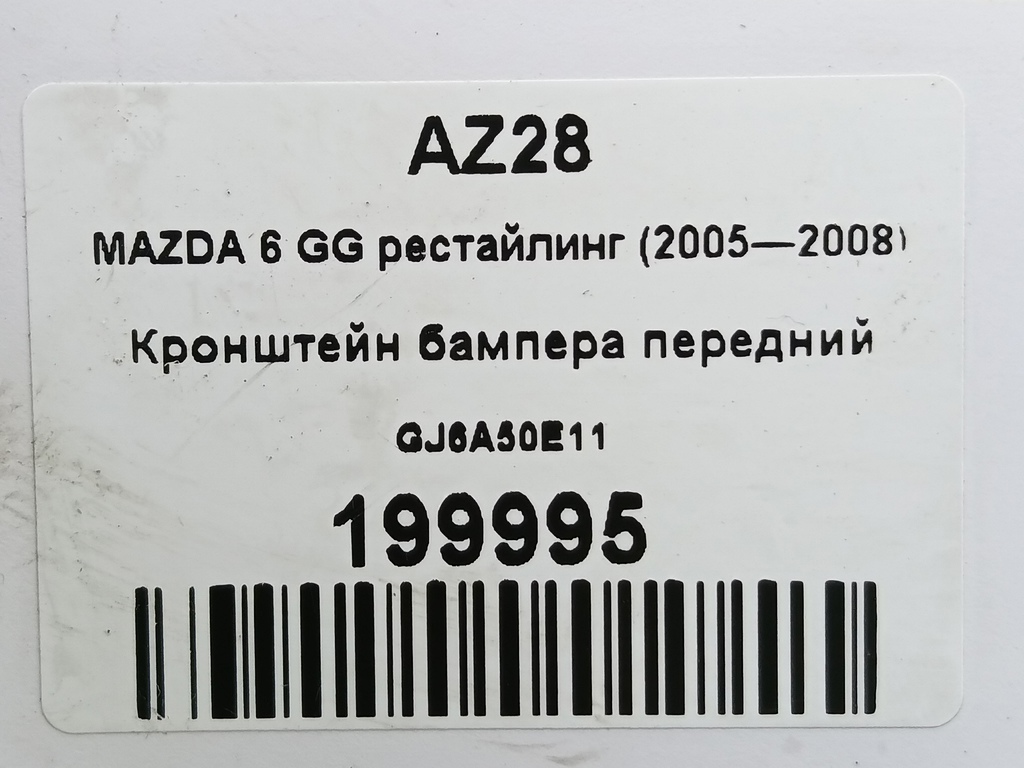 AZ28
MAZDA 6 GG рестайлинг (2005—2008)
Кронштейн бампера передний
GJ6A50E11
199995